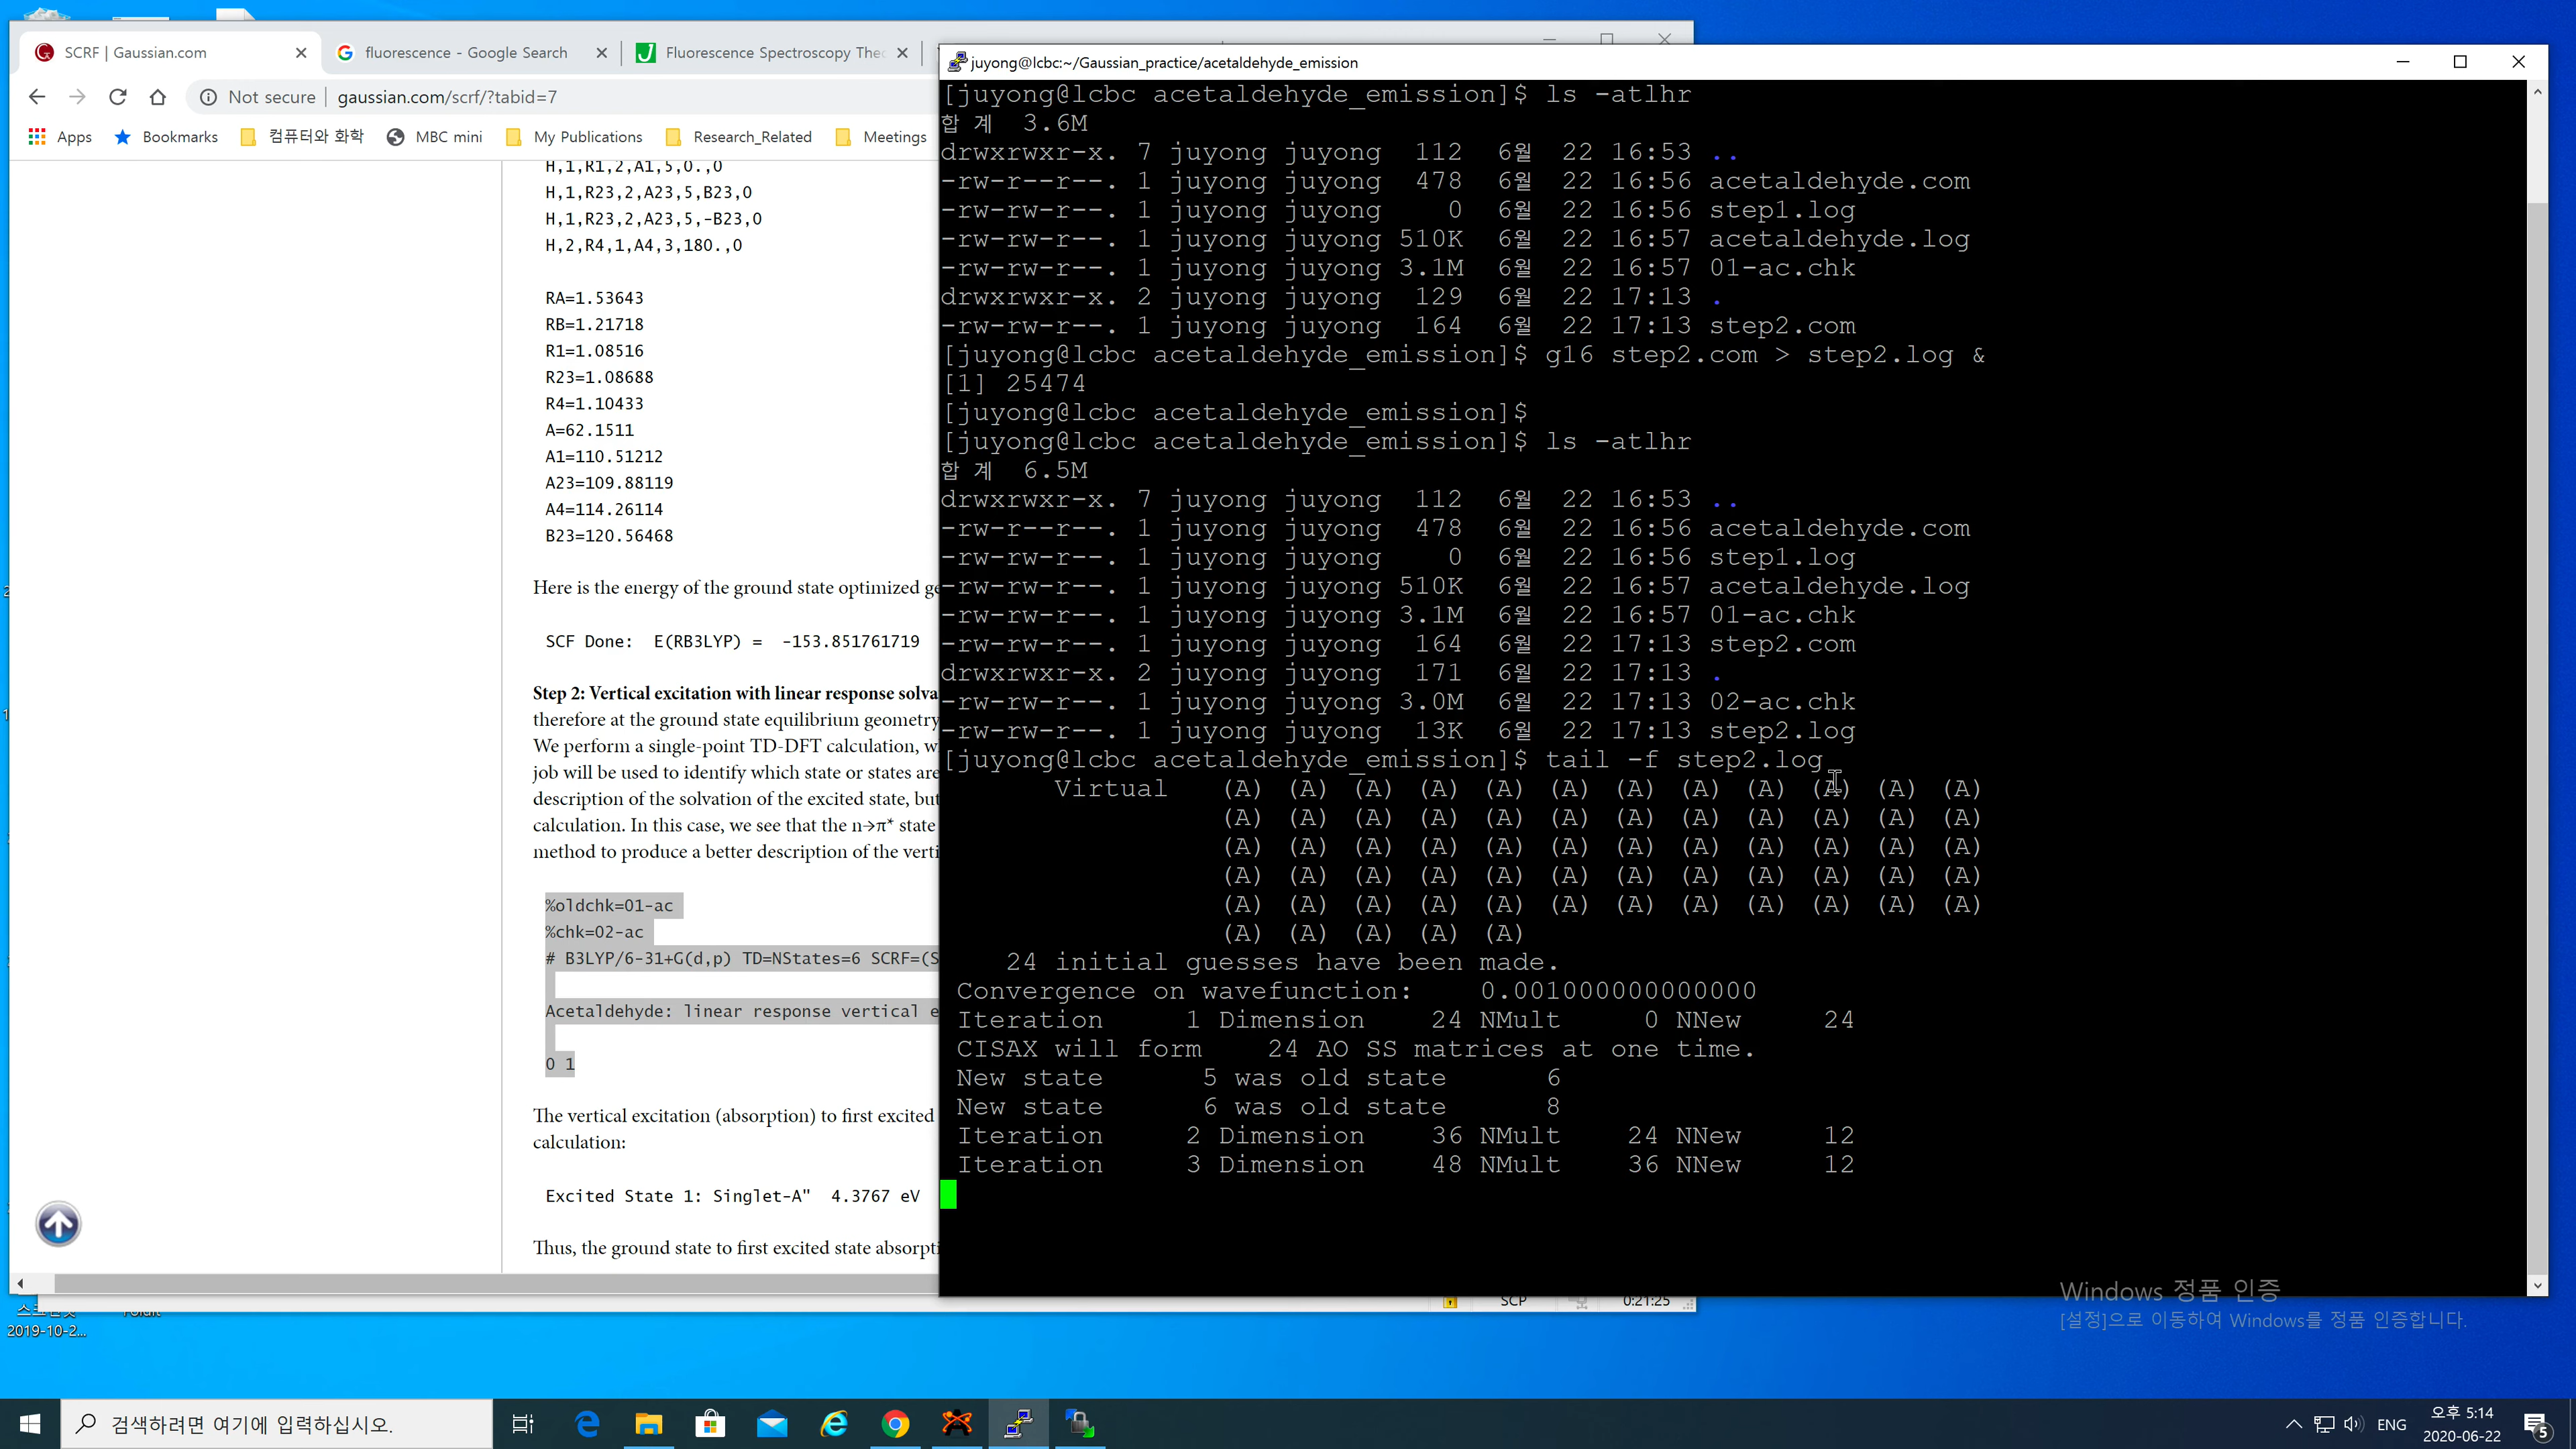 SCRF | Gaussian.com
fluorescence - Google Search
Fluorescence Spectroscopy The
Not secure | gaussian.com/scrf/?tabid=7
Apps
Bookmarks
컴퓨터와 화학
MBC mini
My Publications
Research_Related
Meetings
H,1,R1,2,A1,5,0.,0
H,1,R23,2,A23,5,B23,0
H,1,R23,2,A23,5,-B23,0
H,2,R4,1,A4,3,180.,0
RA=1.53643
RB=1.21718
R1=1.08516
R23=1.08688
R4=1.10433
A=62.1511
A1=110.51212
A23=109.88119
A4=114.26114
B23=120.56468
Here is the energy of the ground state optimized ge
SCF Done: E(RB3LYP) = -153.851761719
Step 2: Vertical excitation with linear response solva
therefore at the ground state equilibrium geometry
We perform a single-point TD-DFT calculation, w
job will be used to identify which state or states are
description of the solvation of the excited state, but
calculation. In this case, we see that the n→π* state
method to produce a better description of the verti
%oldchk=01-ac
%chk=02-ac
# B3LYP/6-31+G(d,p) TD=NStates=6 SCRF=(S
Acetaldehyde: linear response vertical e
0 1
The vertical excitation (absorption) to first excited
calculation:
Excited State 1: Singlet-A" 4.3767 eV
Thus, the ground state to first excited state absorpti
juyong@lcbc:~/Gaussian_practice/acetaldehyde_emission
[juyong@lcbc acetaldehyde_emission]$ ls -atlhr
합 계 3.6M
drwxrwxr-x. 7 juyong juyong 112 6월 22 16:53 ..
-rw-r--r--. 1 juyong juyong 478 6월 22 16:56 acetaldehyde.com
-rw-rw-r--. 1 juyong juyong 0 6월 22 16:56 step1.log
-rw-rw-r--. 1 juyong juyong 510K 6월 22 16:57 acetaldehyde.log
-rw-rw-r--. 1 juyong juyong 3.1M 6월 22 16:57 01-ac.chk
drwxrwxr-x. 2 juyong juyong 129 6월 22 17:13 .
-rw-rw-r--. 1 juyong juyong 164 6월 22 17:13 step2.com
[juyong@lcbc acetaldehyde_emission]$ g16 step2.com > step2.log &
[1] 25474
[juyong@lcbc acetaldehyde_emission]$
[juyong@lcbc acetaldehyde_emission]$ ls -atlhr
합 계 6.5M
drwxrwxr-x. 7 juyong juyong 112 6월 22 16:53 ..
-rw-r--r--. 1 juyong juyong 478 6월 22 16:56 acetaldehyde.com
-rw-rw-r--. 1 juyong juyong 0 6월 22 16:56 step1.log
-rw-rw-r--. 1 juyong juyong 510K 6월 22 16:57 acetaldehyde.log
-rw-rw-r--. 1 juyong juyong 3.1M 6월 22 16:57 01-ac.chk
-rw-rw-r--. 1 juyong juyong 164 6월 22 17:13 step2.com
drwxrwxr-x. 2 juyong juyong 171 6월 22 17:13 .
-rw-rw-r--. 1 juyong juyong 3.0M 6월 22 17:13 02-ac.chk
-rw-rw-r--. 1 juyong juyong 13K 6월 22 17:13 step2.log
[juyong@lcbc acetaldehyde_emission]$ tail -f step2.log
Virtual (A) (A) (A) (A) (A) (A) (A) (A) (A) (A) (A) (A)
(A) (A) (A) (A) (A) (A) (A) (A) (A) (A) (A) (A)
(A) (A) (A) (A) (A) (A) (A) (A) (A) (A) (A) (A)
(A) (A) (A) (A) (A) (A) (A) (A) (A) (A) (A) (A)
(A) (A) (A) (A) (A) (A) (A) (A) (A) (A) (A) (A)
(A) (A) (A) (A) (A)
24 initial guesses have been made.
Convergence on wavefunction: 0.001000000000000
Iteration 1 Dimension 24 NMult 0 NNew 24
CISAX will form 24 AO SS matrices at one time.
New state 5 was old state 6
New state 6 was old state 8
Iteration 2 Dimension 36 NMult 24 NNew 12
Iteration 3 Dimension 48 NMult 36 NNew 12
SCP
0:21:25
2019-10-2...
Windows 정품 인증
[설정]으로 이동하여 Windows를 정품 인증합니다.
검색하려면 여기에 입력하십시오.
ENG
오후 5:14
2020-06-22
5